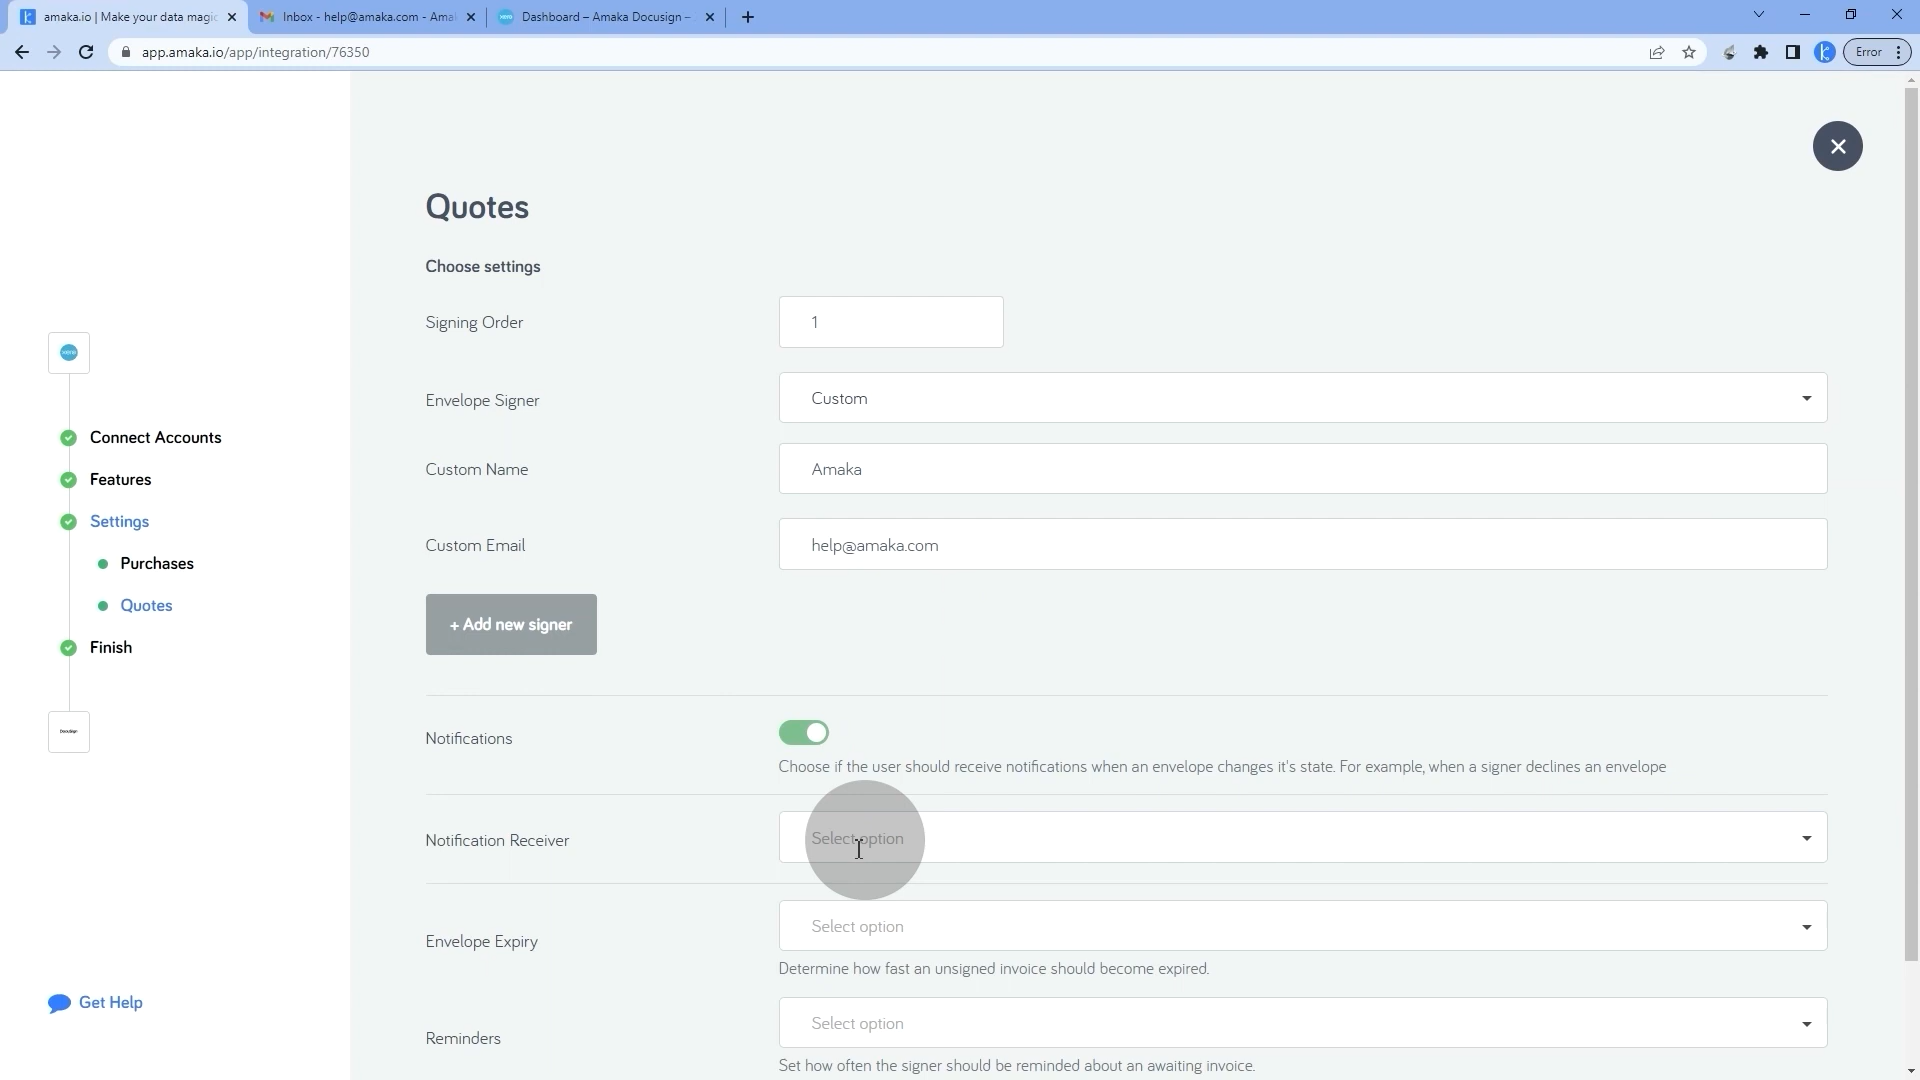 amaka.io | Make your data magic
Inbox - help@amaka.com - Ama
Dashboard – Amaka Docusign –
app.amaka.io/app/integration/76350
Error
Quotes
Choose settings
Signing Order
1
Envelope Signer
Custom
Custom Name
Amaka
Custom Email
help@amaka.com
+ Add new signer
Notifications
Choose if the user should receive notifications when an envelope changes it's state. For example, when a signer declines an envelope
Notification Receiver
Select option
Envelope Expiry
Select option
Determine how fast an unsigned invoice should become expired.
Reminders
Select option
Set how often the signer should be reminded about an awaiting invoice.
xero
Connect Accounts
Features
Settings
Purchases
Quotes
Finish
DocuSign
Get Help